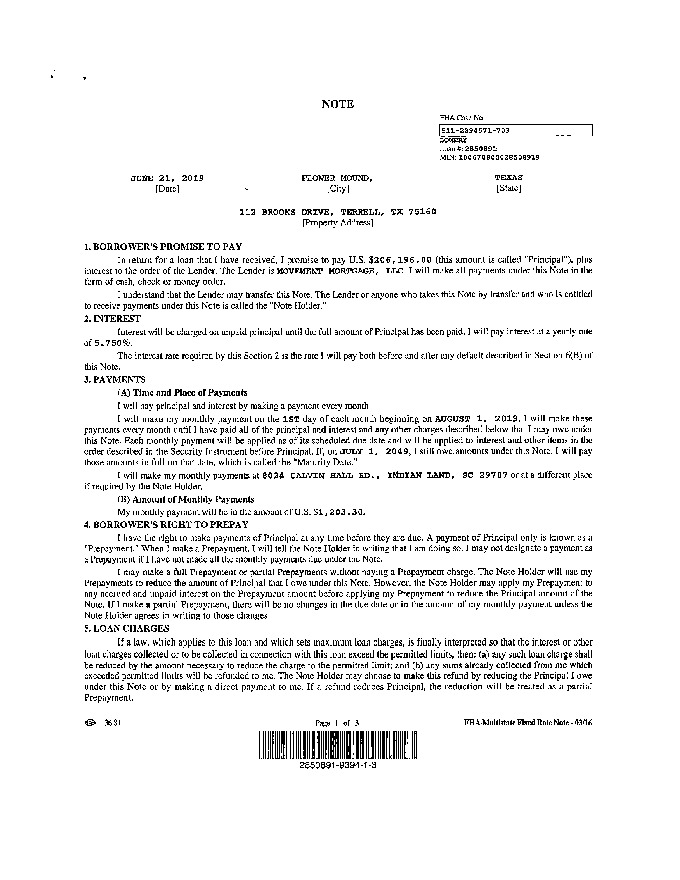 NOTE
FHA Case No.
511-2894571-703
Loan #: 2850891
MIN: 100670800028508919
JUNE 21, 2019 FLOWER MOUND, TEXAS
[Date] [City] [State]
112 BROOKS DRIVE, TERRELL, TX 75160
[Property Address]
1. BORROWER'S PROMISE TO PAY
In return for a loan that I have received, I promise to pay U.S. $206,196.00 (this amount is called "Principal"), plus
interest to the order of the Lender. The Lender is MOVEMENT MORTGAGE, LLC. I will make all payments under this Note in the
form of cash, check or money order.
I understand that the Lender may transfer this Note. The Lender or anyone who takes this Note by transfer and who is entitled
to receive payments under this Note is called the "Note Holder."
2. INTEREST
Interest will be charged on unpaid principal until the full amount of Principal has been paid. I will pay interest at a yearly rate
of 5.750%.
The interest rate required by this Section 2 is the rate I will pay both before and after any default described in Section 6(B) of
this Note.
3. PAYMENTS
(A) Time and Place of Payments
I will pay principal and interest by making a payment every month
I will make my monthly payment on the 1ST day of each month beginning on AUGUST 1, 2019. I will make these
payments every month until I have paid all of the principal and interest and any other charges described below that I may owe under
this Note. Each monthly payment will be applied as of its scheduled due date and will be applied to interest and other items in the
order described in the Security Instrument before Principal. If, on JULY 1, 2049, I still owe amounts under this Note, I will pay
those amounts in full on that date, which is called the "Maturity Date."
I will make my monthly payments at 8024 CALVIN HALL RD., INDIAN LAND, SC 29707 or at a different place
if required by the Note Holder.
(B) Amount of Monthly Payments
My monthly payment will be in the amount of U.S. $1,203.30.
4. BORROWER'S RIGHT TO PREPAY
I have the right to make payments of Principal at any time before they are due. A payment of Principal only is known as a
"Prepayment." When I make a Prepayment, I will tell the Note Holder in writing that I am doing so. I may not designate a payment as
a Prepayment if I have not made all the monthly payments due under the Note.
I may make a full Prepayment or partial Prepayments without paying a Prepayment charge. The Note Holder will use my
Prepayments to reduce the amount of Principal that I owe under this Note. However, the Note Holder may apply my Prepayment to
any accrued and unpaid interest on the Prepayment amount before applying my Prepayment to reduce the Principal amount of the
Note. If I make a partial Prepayment, there will be no changes in the due date or in the amount of my monthly payment unless the
Note Holder agrees in writing to those changes
5. LOAN CHARGES
If a law, which applies to this loan and which sets maximum loan charges, is finally interpreted so that the interest or other
loan charges collected or to be collected in connection with this loan exceed the permitted limits, then: (a) any such loan charge shall
be reduced by the amount necessary to reduce the charge to the permitted limit; and (b) any sums already collected from me which
exceeded permitted limits will be refunded to me. The Note Holder may choose to make this refund by reducing the Principal I owe
under this Note or by making a direct payment to me. If a refund reduces Principal, the reduction will be treated as a partial
Prepayment.
36.31 Page 1 of 3 FHA Multistate Fixed Rate Note - 03/16
2850891-9394-1-3